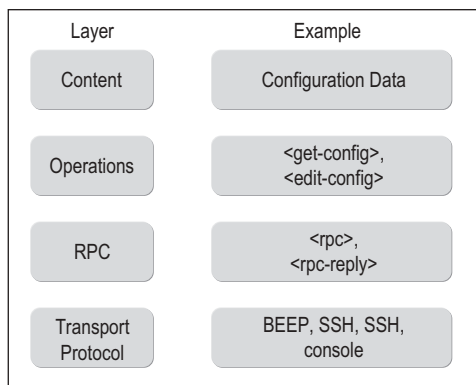 Layer Example
Content Configuration Data
Operations <get-config>,
<edit-config>
RPC <rpc>,
<rpc-reply>
Transport
Protocol
BEEP, SSH, SSH,
console